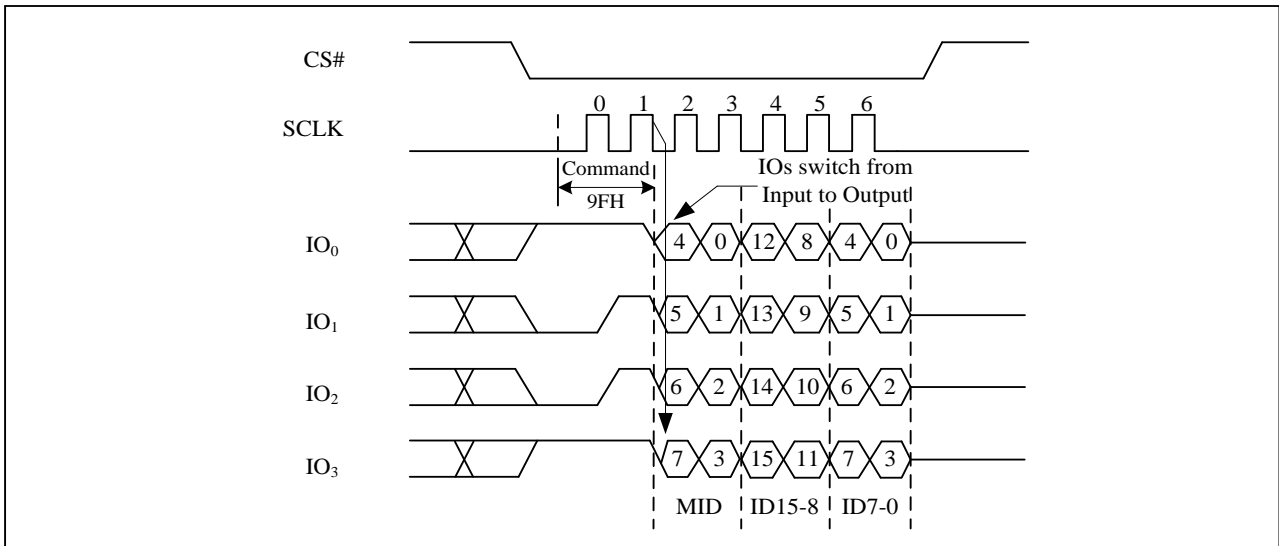 CS#
0 1 2 3 4 5 6
SCLK
Command
9FH
IOs switch from
Input to Output
IO₀ 4 0 12 8 4 0
IO₁ 5 1 13 9 5 1
IO₂ 6 2 14 10 6 2
IO₃ 7 3 15 11 7 3
MID ID15-8 ID7-0